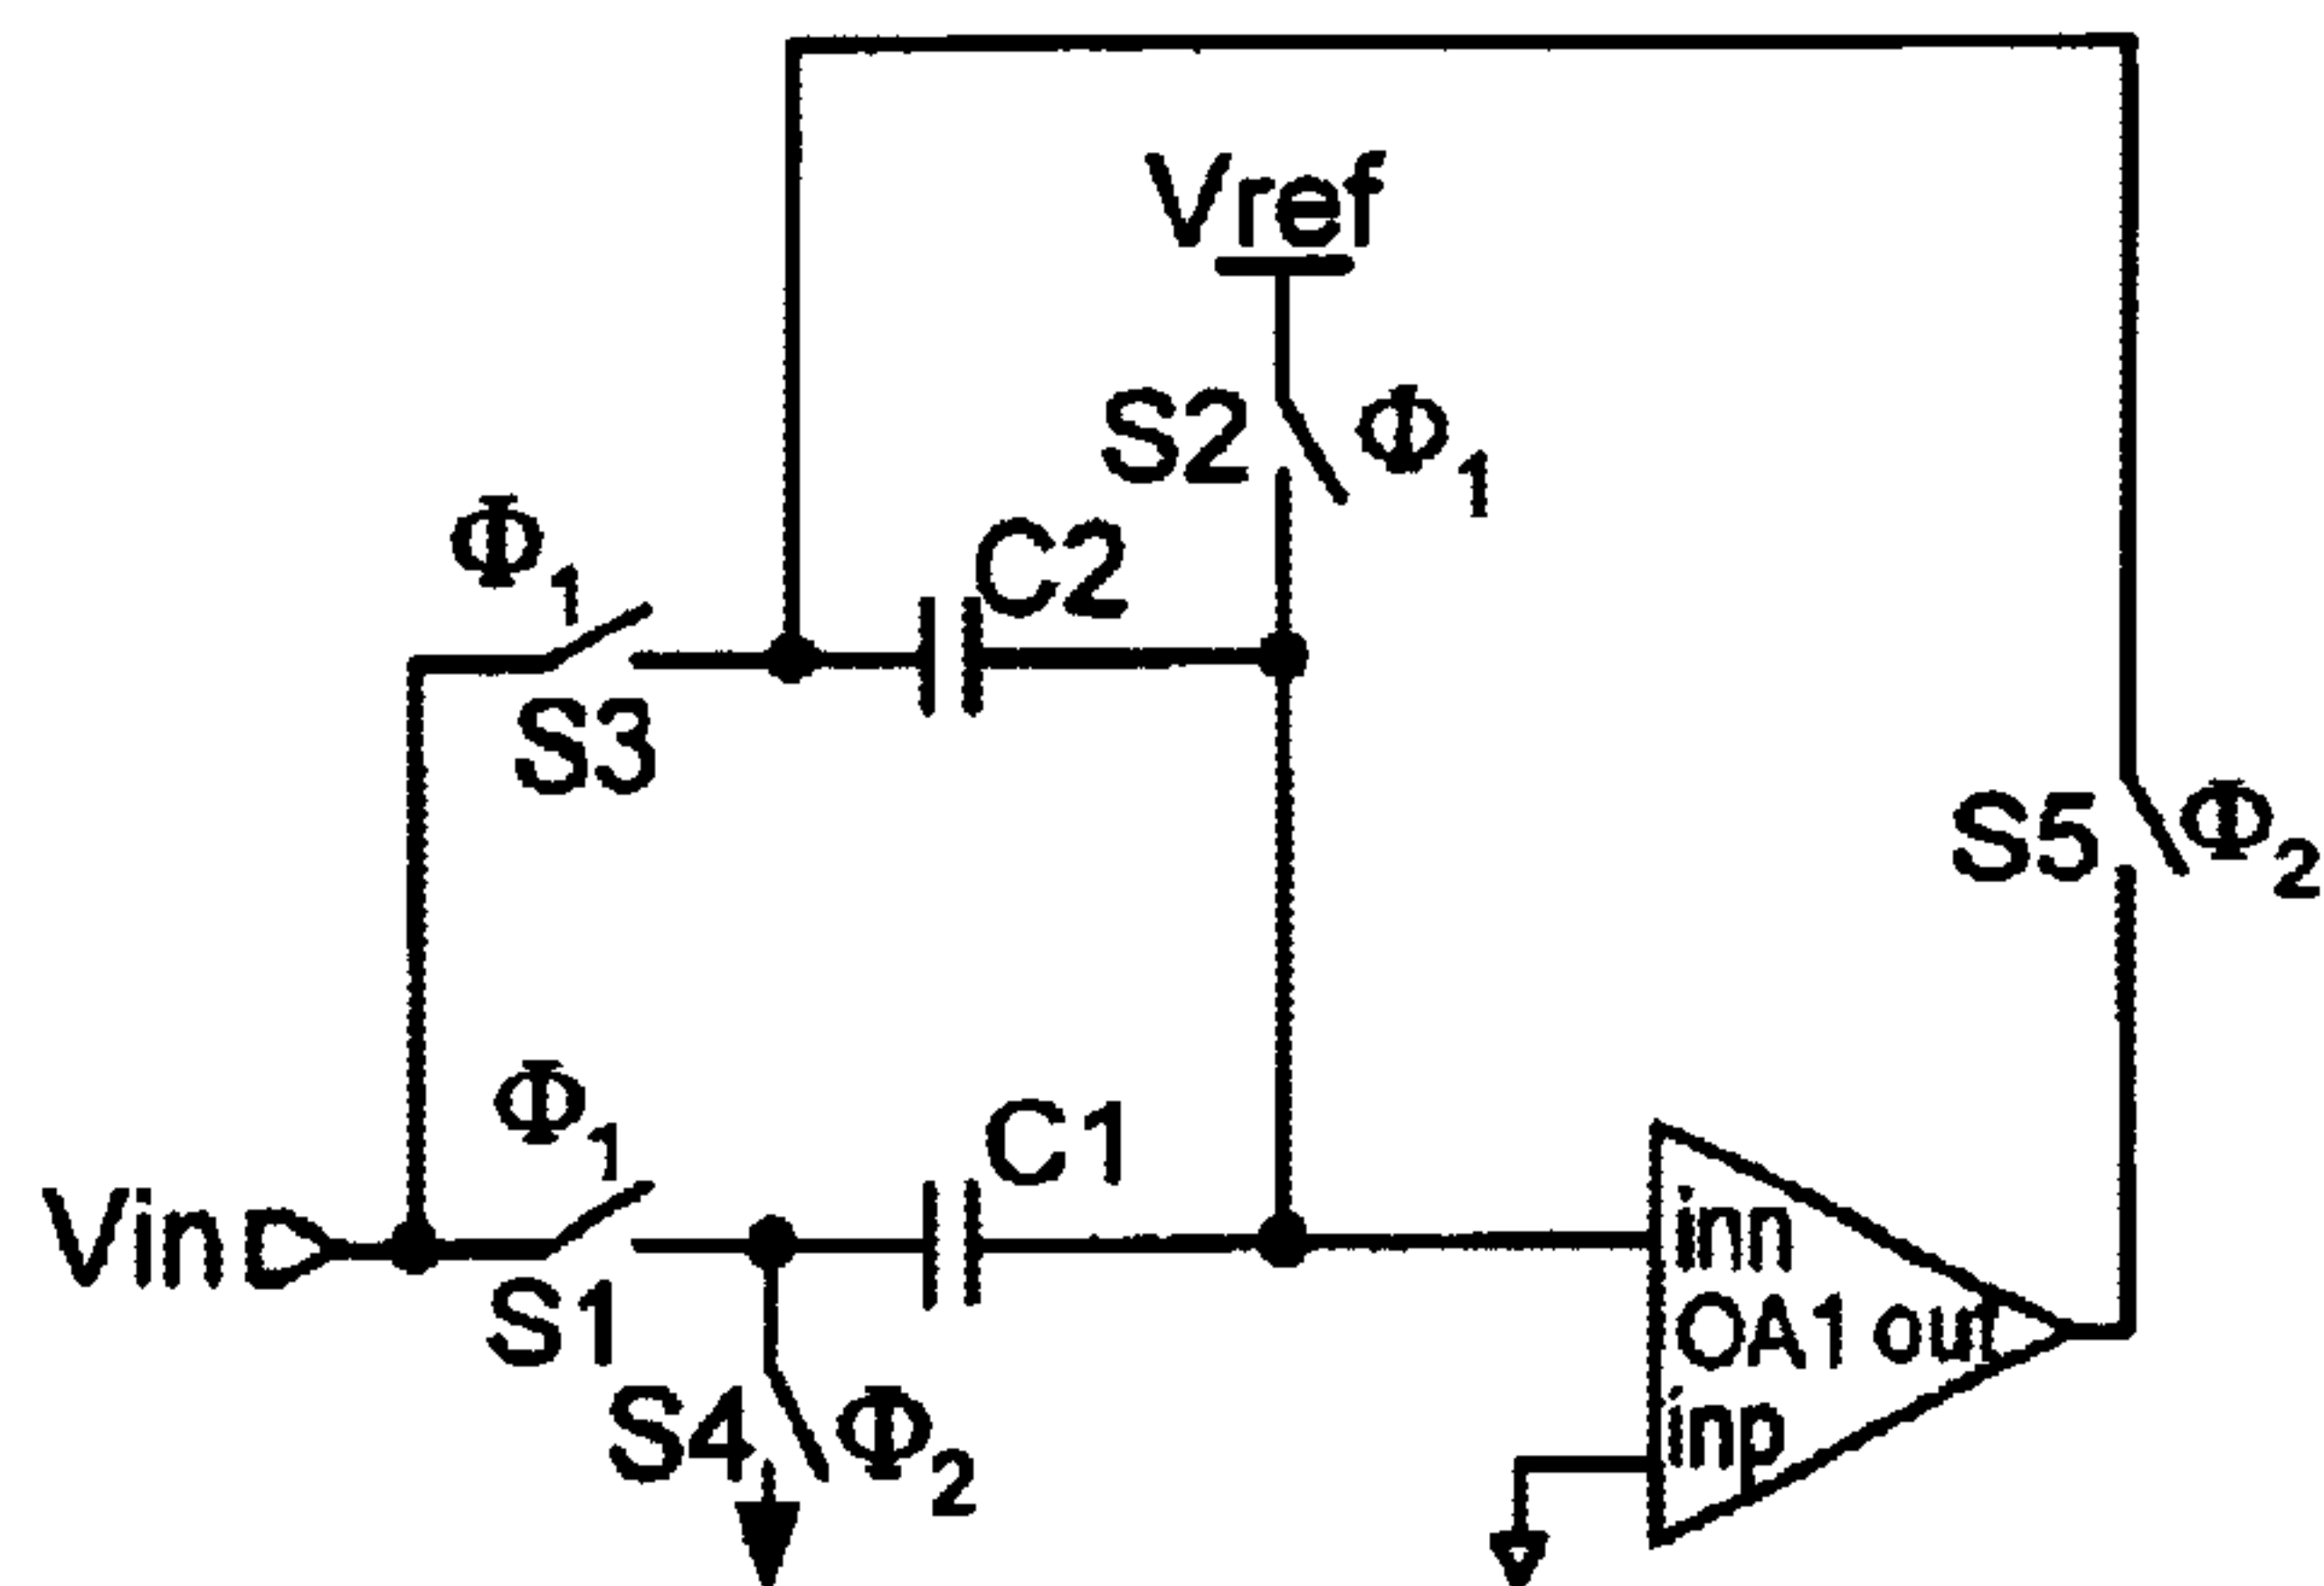 Vref
S2 Φ1
C2
Φ1
S3
S5 Φ2
Φ1
C1
Vin
S1
inn
OA1 out
inp
S4 Φ2